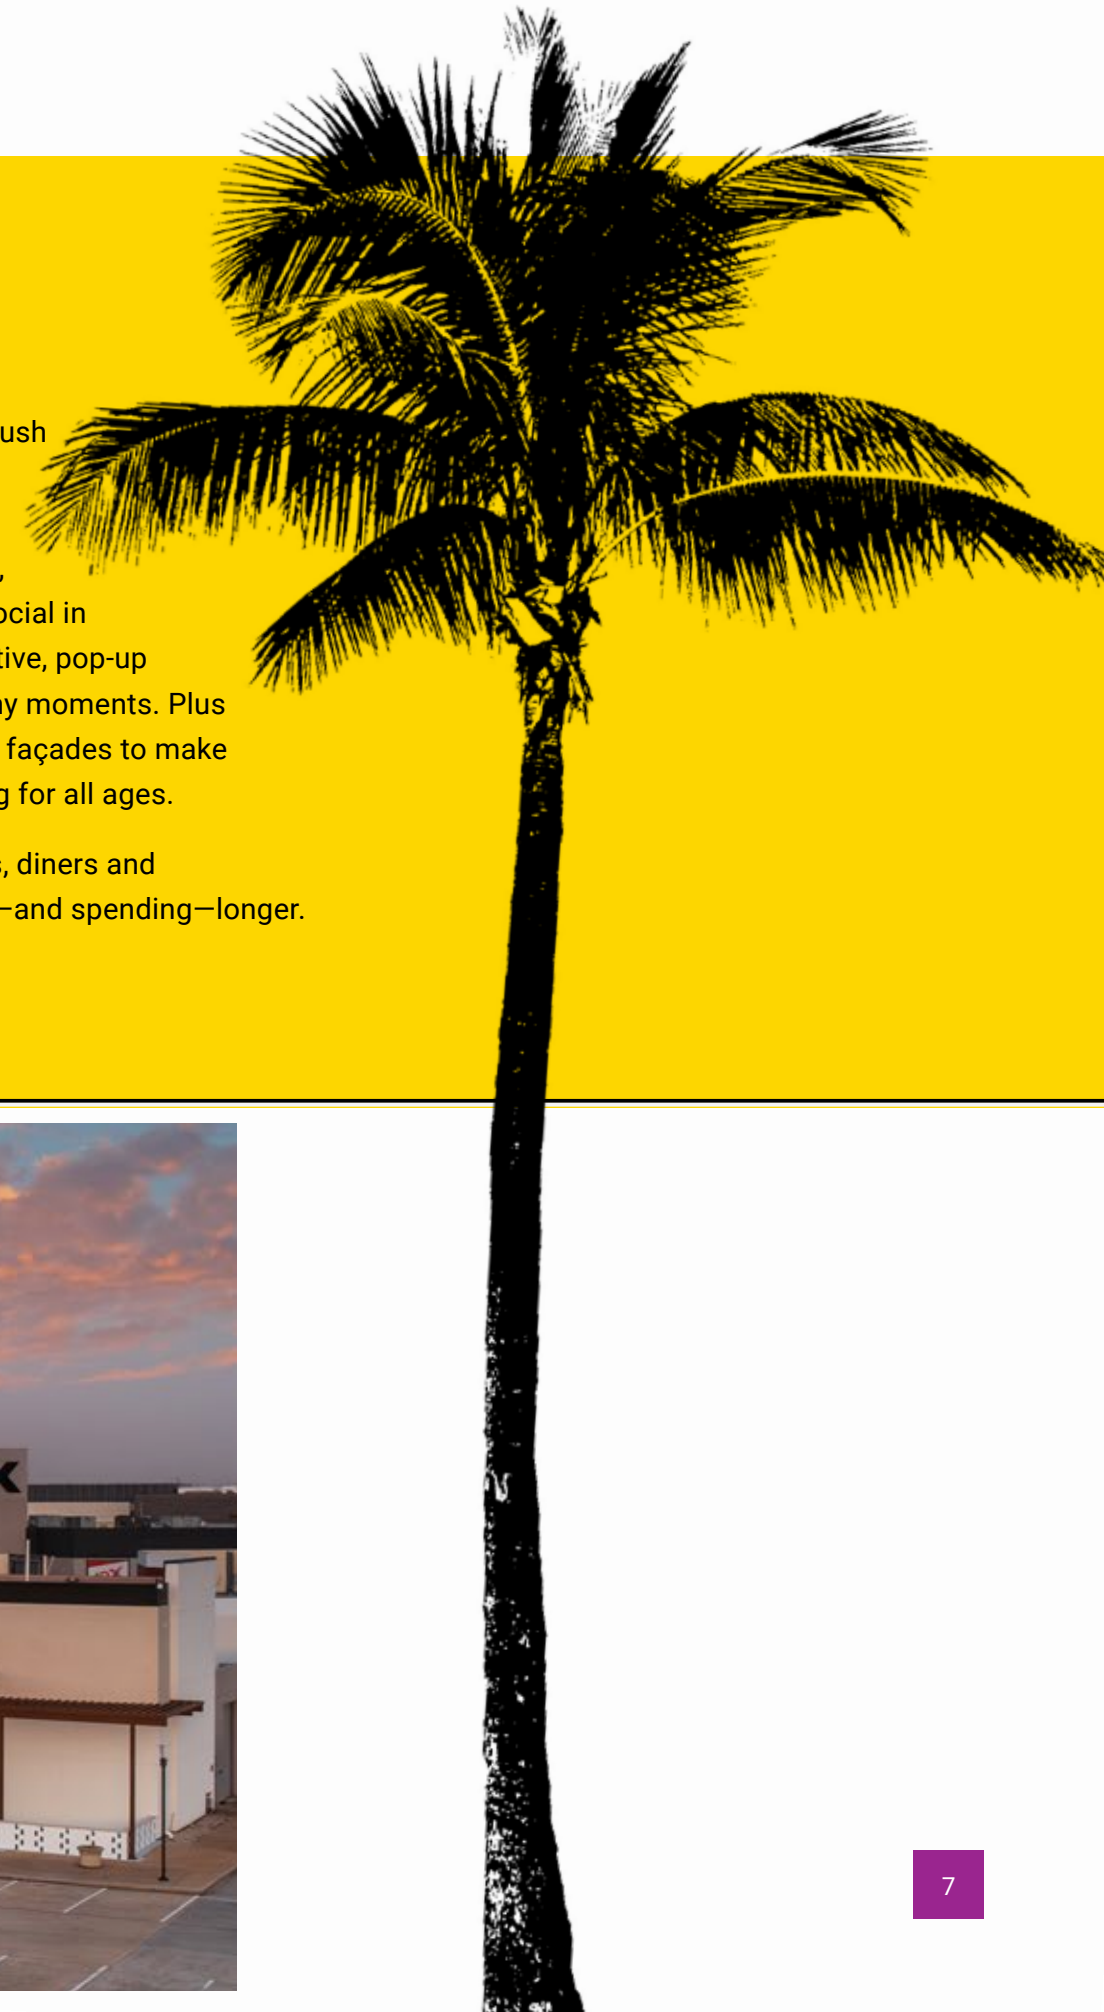 ush
,
ocial in
tive, pop-up
ny moments. Plus
façades to make
g for all ages.
s, diners and
—and spending—longer.
7